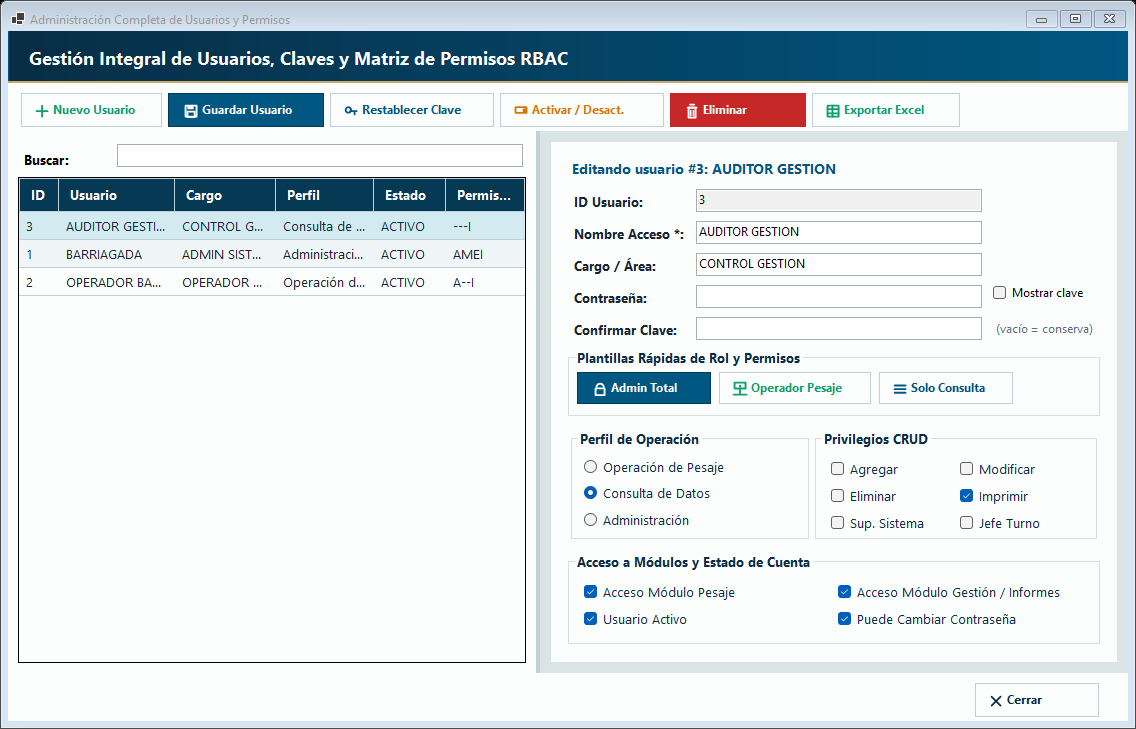 Administración Completa de Usuarios y Permisos
Gestión Integral de Usuarios, Claves y Matriz de Permisos RBAC
Nuevo Usuario Guardar Usuario Restablecer Clave Activar / Desact. Eliminar Exportar Excel
Buscar:
ID Usuario Cargo Perfil Estado Permis...
3 AUDITOR GESTI... CONTROL G... Consulta de ... ACTIVO ---I
1 BARRIAGADA ADMIN SIST... Administraci... ACTIVO AMEI
2 OPERADOR BA... OPERADOR ... Operación d... ACTIVO A--I
Editando usuario #3: AUDITOR GESTION
ID Usuario: 3
Nombre Acceso *: AUDITOR GESTION
Cargo / Área: CONTROL GESTION
Contraseña: Mostrar clave
Confirmar Clave: (vacío = conserva)
Plantillas Rápidas de Rol y Permisos
Admin Total Operador Pesaje Solo Consulta
Perfil de Operación
Operación de Pesaje
Consulta de Datos
Administración
Privilegios CRUD
Agregar Modificar
Eliminar Imprimir
Sup. Sistema Jefe Turno
Acceso a Módulos y Estado de Cuenta
Acceso Módulo Pesaje Acceso Módulo Gestión / Informes
Usuario Activo Puede Cambiar Contraseña
Cerrar